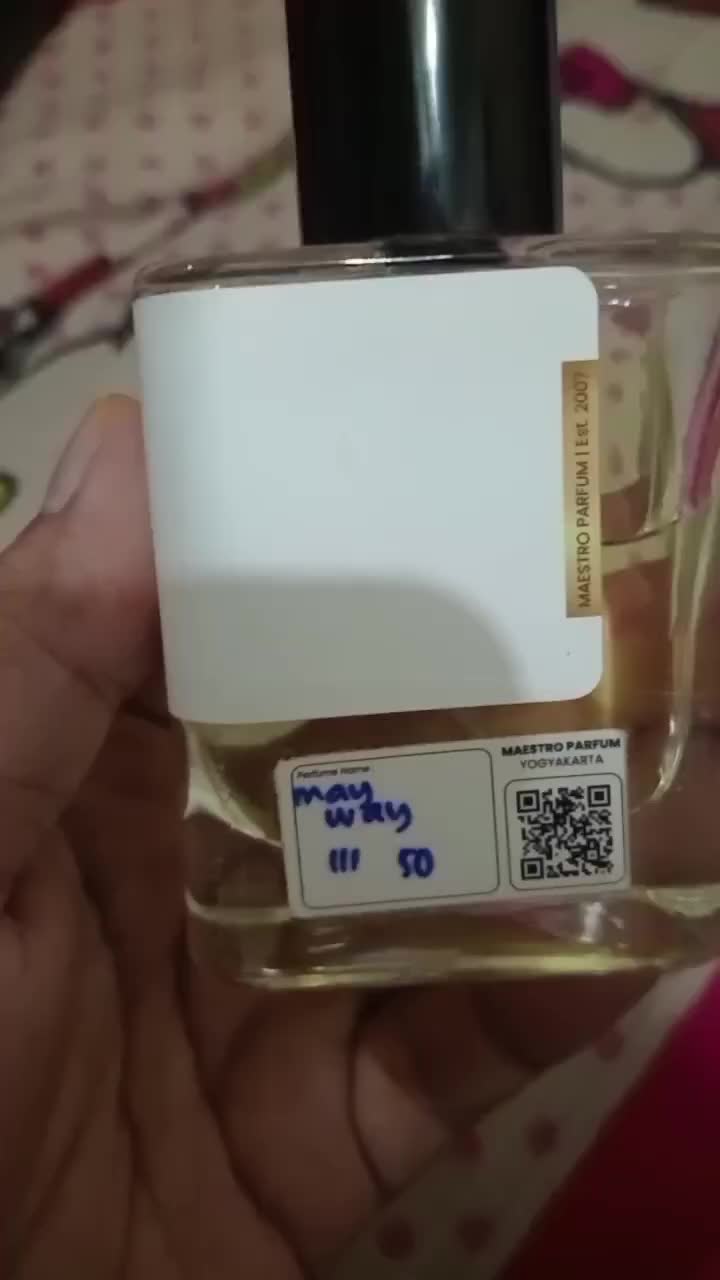 MAESTRO PARFUM | Est. 2007
Perfume Name
may
way
III 50
MAESTRO PARFUM
YOGYAKARTA